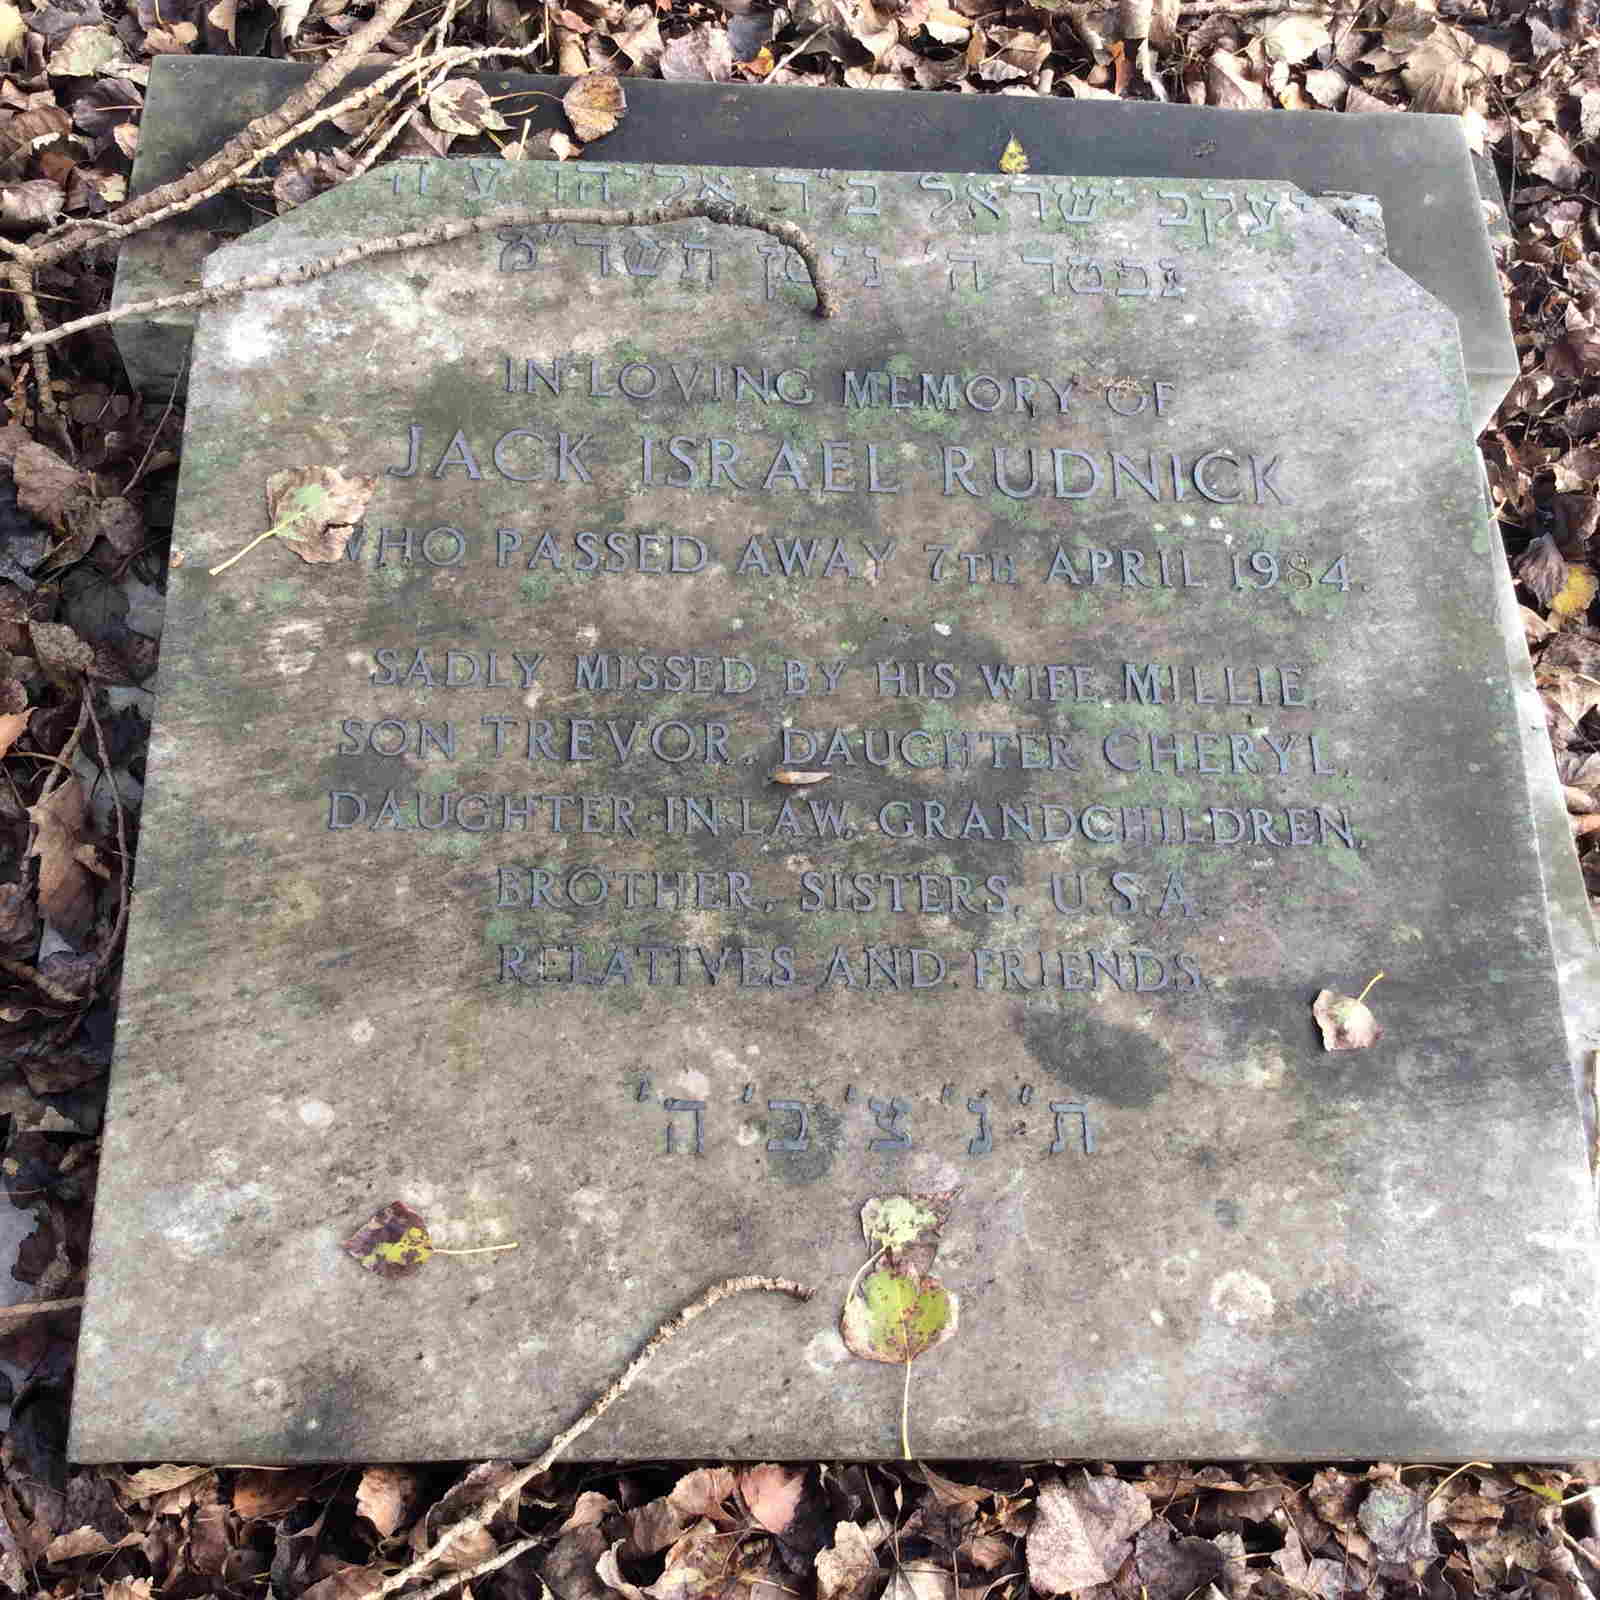 יעקב ישראל ב"ר אליהו ע"ה
נפטר ה' ניסן תשד"מ
IN LOVING MEMORY OF
JACK ISRAEL RUDNICK
WHO PASSED AWAY 7TH APRIL 1984.
SADLY MISSED BY HIS WIFE MILLIE,
SON TREVOR, DAUGHTER CHERYL,
DAUGHTER-IN-LAW, GRANDCHILDREN,
BROTHER, SISTERS, U.S.A.
RELATIVES AND FRIENDS.
ת' נ' צ' ב' ה'